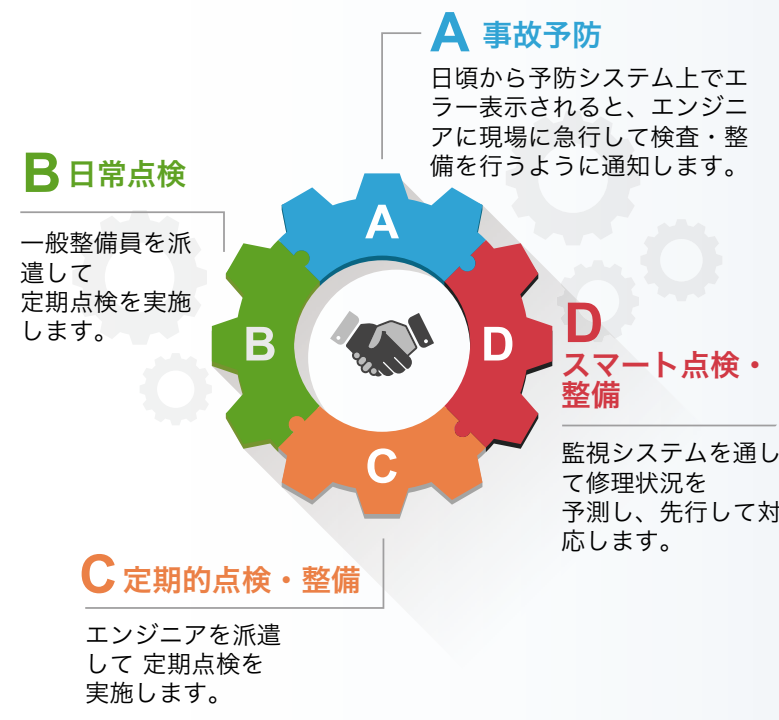 A 事故予防
日頃から予防システム上でエ
ラー表示されると、エンジニ
アに現場に急行して検査・整
備を行うように通知します。
B 日常点検
一般整備員を派
遣して
定期点検を実施
します。
A
B
D
C
D
スマート点検・
整備
監視システムを通し
て修理状況を
予測し、先行して対
応します。
C 定期的点検・整備
エンジニアを派遣
して 定期点検を
実施します。